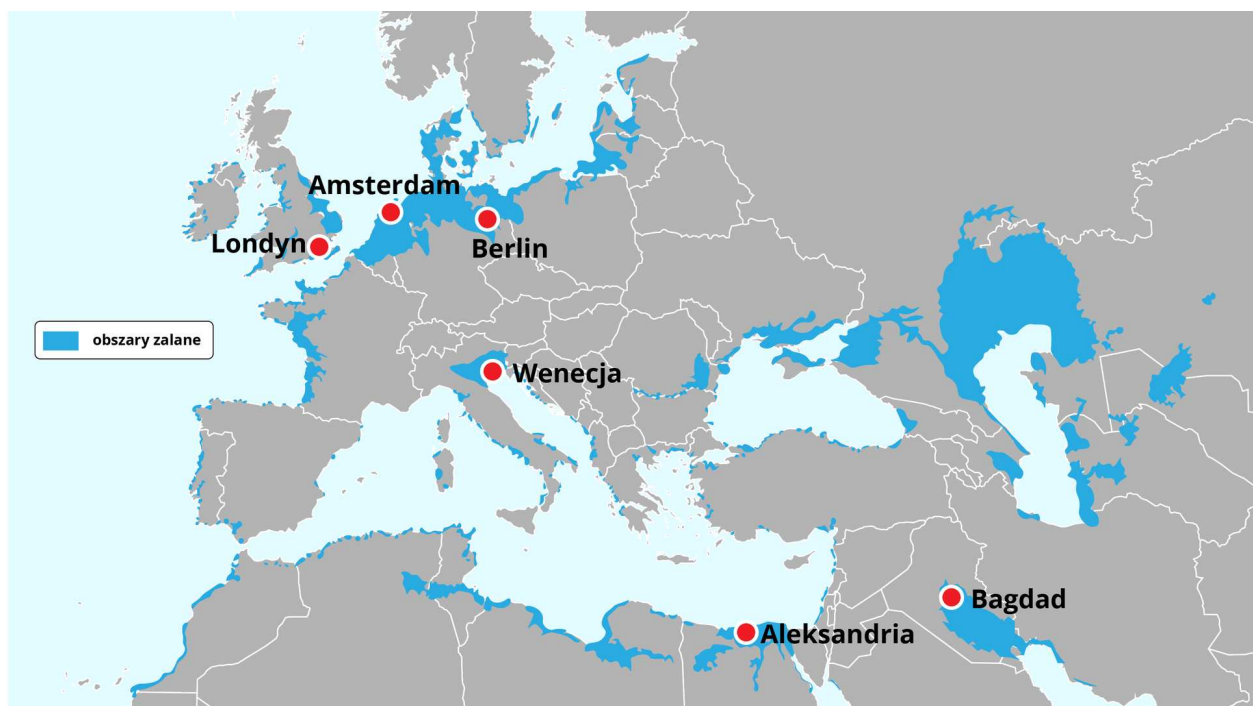 Amsterdam
Londyn
Berlin
obszary zalane
Wenecja
Bagdad
Aleksandria